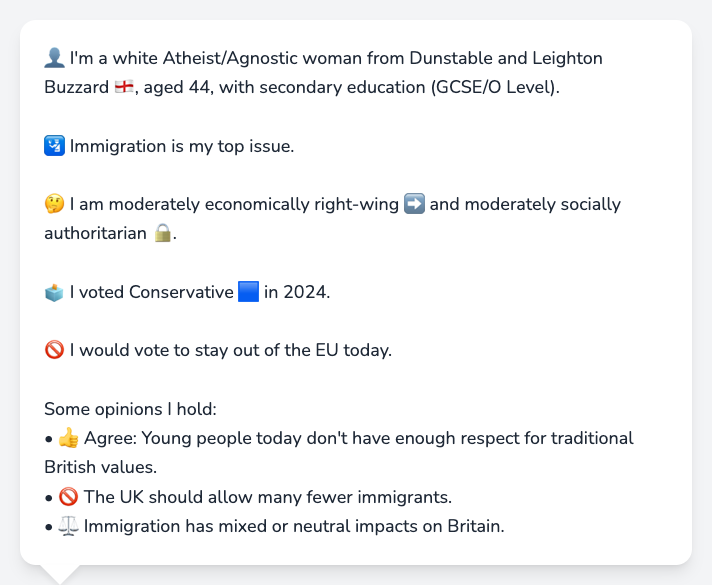 👤 I'm a white Atheist/Agnostic woman from Dunstable and Leighton
Buzzard 🏴󠁧󠁢󠁥󠁮󠁧󠁿, aged 44, with secondary education (GCSE/O Level).
🛂 Immigration is my top issue.
🤔 I am moderately economically right-wing ➡️ and moderately socially
authoritarian 🔒.
🗳️ I voted Conservative 🟦 in 2024.
🚫 I would vote to stay out of the EU today.
Some opinions I hold:
• 👍 Agree: Young people today don't have enough respect for traditional
British values.
• 🚫 The UK should allow many fewer immigrants.
• ⚖️ Immigration has mixed or neutral impacts on Britain.